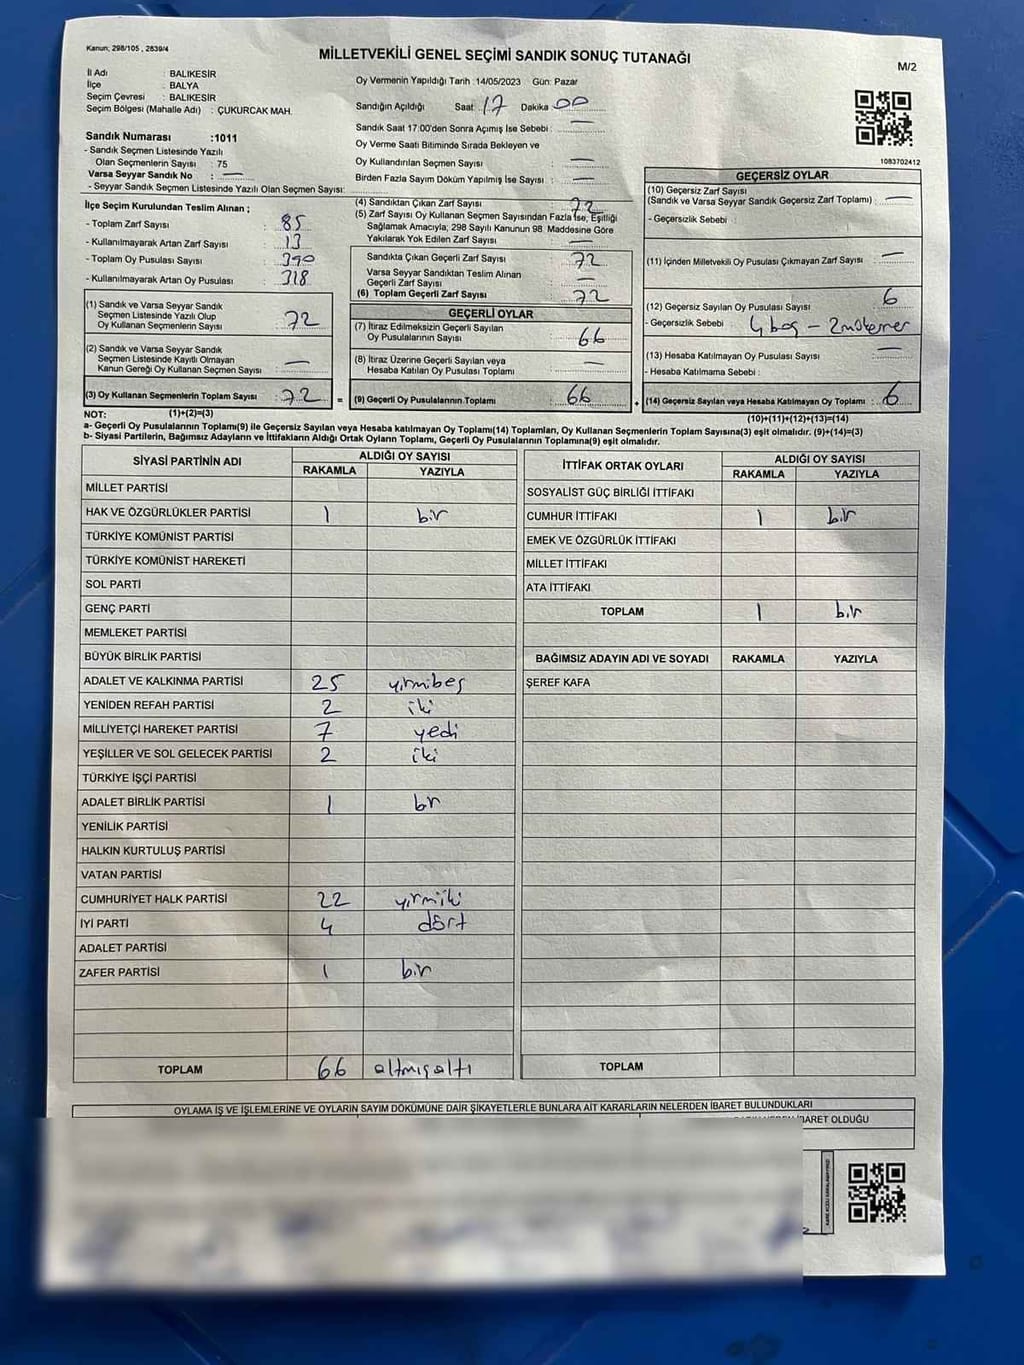 Kanun; 298/105 , 2839/4
MİLLETVEKİLİ GENEL SEÇİMİ SANDIK SONUÇ TUTANAĞI
M/2
İl Adı : BALIKESİR
İlçe : BALYA
Seçim Çevresi : BALIKESİR
Seçim Bölgesi (Mahalle Adı) : ÇUKURCAK MAH.
Sandık Numarası :1011
- Sandık Seçmen Listesinde Yazılı
Olan Seçmenlerin Sayısı : 75
Varsa Seyyar Sandık No : —
- Seyyar Sandık Seçmen Listesinde Yazılı Olan Seçmen Sayısı:
Oy Vermenin Yapıldığı Tarih : 14/05/2023 Gün: Pazar
Sandığın Açıldığı Saat: 17 Dakika 00
Sandık Saat 17:00'den Sonra Açımış İse Sebebi : —
Oy Verme Saati Bitiminde Sırada Bekleyen ve
Oy Kullandırılan Seçmen Sayısı : —
Birden Fazla Sayım Döküm Yapılmış İse Sayısı : —
1083702412
İlçe Seçim Kurulundan Teslim Alınan ;
- Toplam Zarf Sayısı : 85
- Kullanılmayarak Artan Zarf Sayısı : 13
- Toplam Oy Pusulası Sayısı : 390
- Kullanılmayarak Artan Oy Pusulası : 318
(1) Sandık ve Varsa Seyyar Sandık
Seçmen Listesinde Yazılı Olup
Oy Kullanan Seçmenlerin Sayısı : 72
(2) Sandık ve Varsa Seyyar Sandık
Seçmen Listesinde Kayıtlı Olmayan
Kanun Gereği Oy Kullanan Seçmen Sayısı : —
(3) Oy Kullanan Seçmenlerin Toplam Sayısı : 72 =
(1)+(2)=(3)
(4) Sandıktan Çıkan Zarf Sayısı : 72
(5) Zarf Sayısı Oy Kullanan Seçmen Sayısından Fazla İse; Eşitliği
Sağlamak Amacıyla; 298 Sayılı Kanunun 98. Maddesine Göre
Yakılarak Yok Edilen Zarf Sayısı : —
Sandıkta Çıkan Geçerli Zarf Sayısı : 72
Varsa Seyyar Sandıktan Teslim Alınan
Geçerli Zarf Sayısı : —
(6) Toplam Geçerli Zarf Sayısı : 72
GEÇERLİ OYLAR
(7) İtiraz Edilmeksizin Geçerli Sayılan
Oy Pusulalarının Sayısı : 66
(8) İtiraz Üzerine Geçerli Sayılan veya
Hesaba Katılan Oy Pusulası Toplamı : —
(9) Geçerli Oy Pusulalarının Toplamı : 66 +
GEÇERSİZ OYLAR
(10) Geçersiz Zarf Sayısı
(Sandık ve Varsa Seyyar Sandık Geçersiz Zarf Toplamı) : —
- Geçersizlik Sebebi :
(11) İçinden Milletvekili Oy Pusulası Çıkmayan Zarf Sayısı : —
(12) Geçersiz Sayılan Oy Pusulası Sayısı : 6
- Geçersizlik Sebebi : 4 boş – 2 mükerrer
(13) Hesaba Katılmayan Oy Pusulası Sayısı : —
- Hesaba Katılmama Sebebi :
(14) Geçersiz Sayılan veya Hesaba Katılmayan Oy Toplamı : 6
(10)+(11)+(12)+(13)=(14)
NOT:
a- Geçerli Oy Pusulalarının Toplamı(9) ile Geçersiz Sayılan veya Hesaba katılmayan Oy Toplamı(14) Toplamları, Oy Kullanan Seçmenlerin Toplam Sayısına(3) eşit olmalıdır. (9)+(14)=(3)
b- Siyasi Partilerin, Bağımsız Adayların ve İttifakların Aldığı Ortak Oyların Toplamı, Geçerli Oy Pusulalarının Toplamına(9) eşit olmalıdır.
SİYASİ PARTİNİN ADI ALDIĞI OY SAYISI
RAKAMLA YAZIYLA
MİLLET PARTİSİ
HAK VE ÖZGÜRLÜKLER PARTİSİ 1 bir
TÜRKİYE KOMÜNİST PARTİSİ
TÜRKİYE KOMÜNİST HAREKETİ
SOL PARTİ
GENÇ PARTİ
MEMLEKET PARTİSİ
BÜYÜK BİRLİK PARTİSİ
ADALET VE KALKINMA PARTİSİ 25 yirmibeş
YENİDEN REFAH PARTİSİ 2 iki
MİLLİYETÇİ HAREKET PARTİSİ 7 yedi
YEŞİLLER VE SOL GELECEK PARTİSİ 2 iki
TÜRKİYE İŞÇİ PARTİSİ
ADALET BİRLİK PARTİSİ 1 bir
YENİLİK PARTİSİ
HALKIN KURTULUŞ PARTİSİ
VATAN PARTİSİ
CUMHURİYET HALK PARTİSİ 22 yirmiki
İYİ PARTİ 4 dört
ADALET PARTİSİ
ZAFER PARTİSİ 1 bir
TOPLAM 66 altmışaltı
İTTİFAK ORTAK OYLARI ALDIĞI OY SAYISI
RAKAMLA YAZIYLA
SOSYALİST GÜÇ BİRLİĞİ İTTİFAKI
CUMHUR İTTİFAKI 1 bir
EMEK VE ÖZGÜRLÜK İTTİFAKI
MİLLET İTTİFAKI
ATA İTTİFAKI
TOPLAM 1 bir
BAĞIMSIZ ADAYIN ADI VE SOYADI RAKAMLA YAZIYLA
ŞEREF KAFA
TOPLAM
OYLAMA İŞ VE İŞLEMLERİNE VE OYLARIN SAYIM DÖKÜMÜNE DAİR ŞİKAYETLERLE BUNLARA AİT KARARLARIN NELERDEN İBARET BULUNDUKLARI
İBARET OLDUĞU